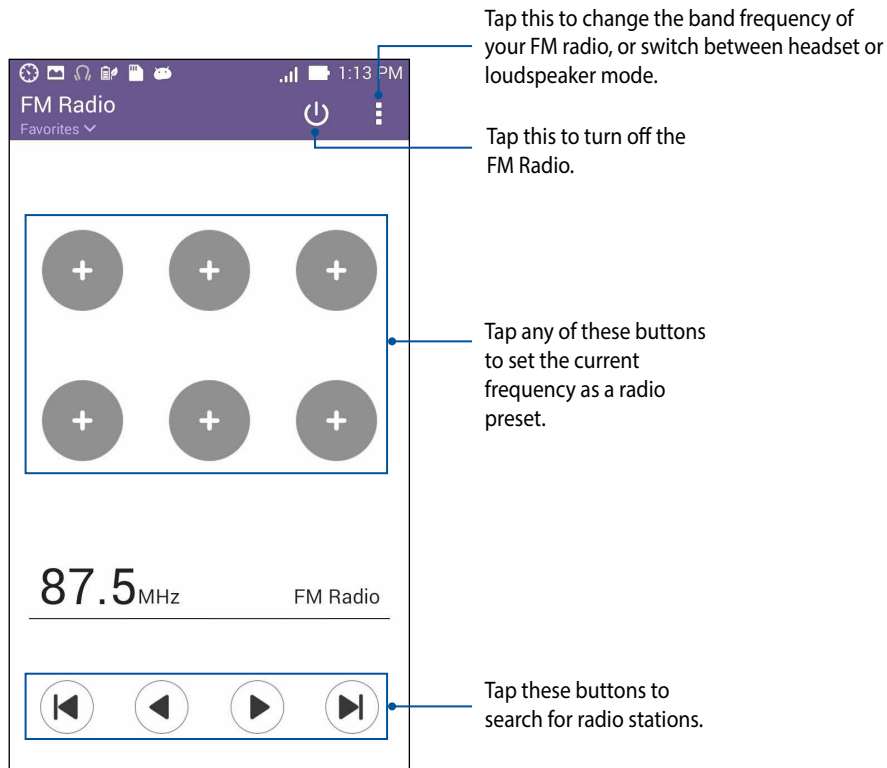 Tap this to change the band frequency of
your FM radio, or switch between headset or
loudspeaker mode.
1:13 PM
FM Radio
Favorites
Tap this to turn off the
FM Radio.
Tap any of these buttons
to set the current
frequency as a radio
preset.
87.5MHz
FM Radio
Tap these buttons to
search for radio stations.